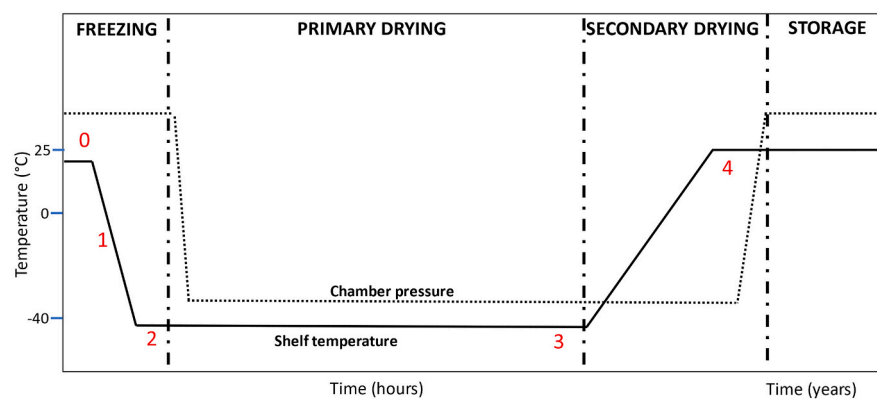 FREEZING
PRIMARY DRYING
SECONDARY DRYING
STORAGE
Temperature (°C)
25
0
-40
0
1
2
3
4
Chamber pressure
Shelf temperature
Time (hours)
Time (years)